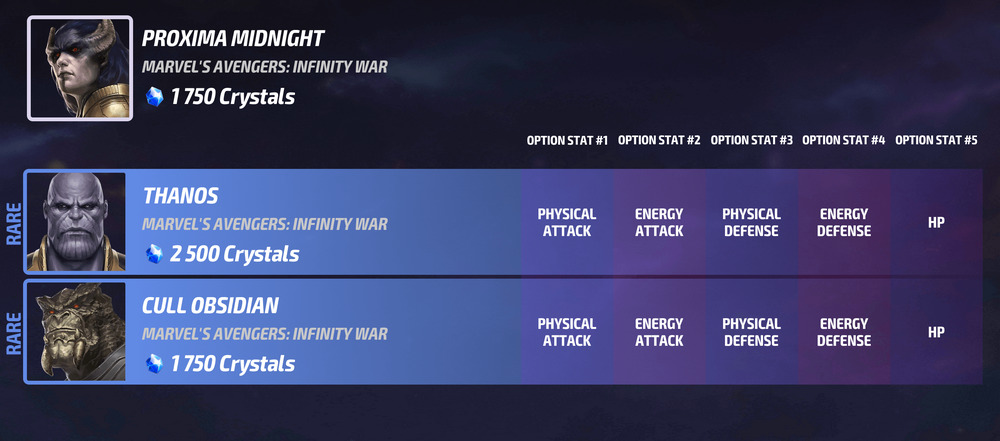 PROXIMA MIDNIGHT
MARVEL'S AVENGERS: INFINITY WAR
1 750 Crystals
OPTION STAT #1 OPTION STAT #2 OPTION STAT #3 OPTION STAT #4 OPTION STAT #5
RARE
THANOS
MARVEL'S AVENGERS: INFINITY WAR
2 500 Crystals
PHYSICAL ENERGY PHYSICAL ENERGY HP
ATTACK ATTACK DEFENSE DEFENSE
RARE
CULL OBSIDIAN
MARVEL'S AVENGERS: INFINITY WAR
1 750 Crystals
PHYSICAL ENERGY PHYSICAL ENERGY HP
ATTACK ATTACK DEFENSE DEFENSE